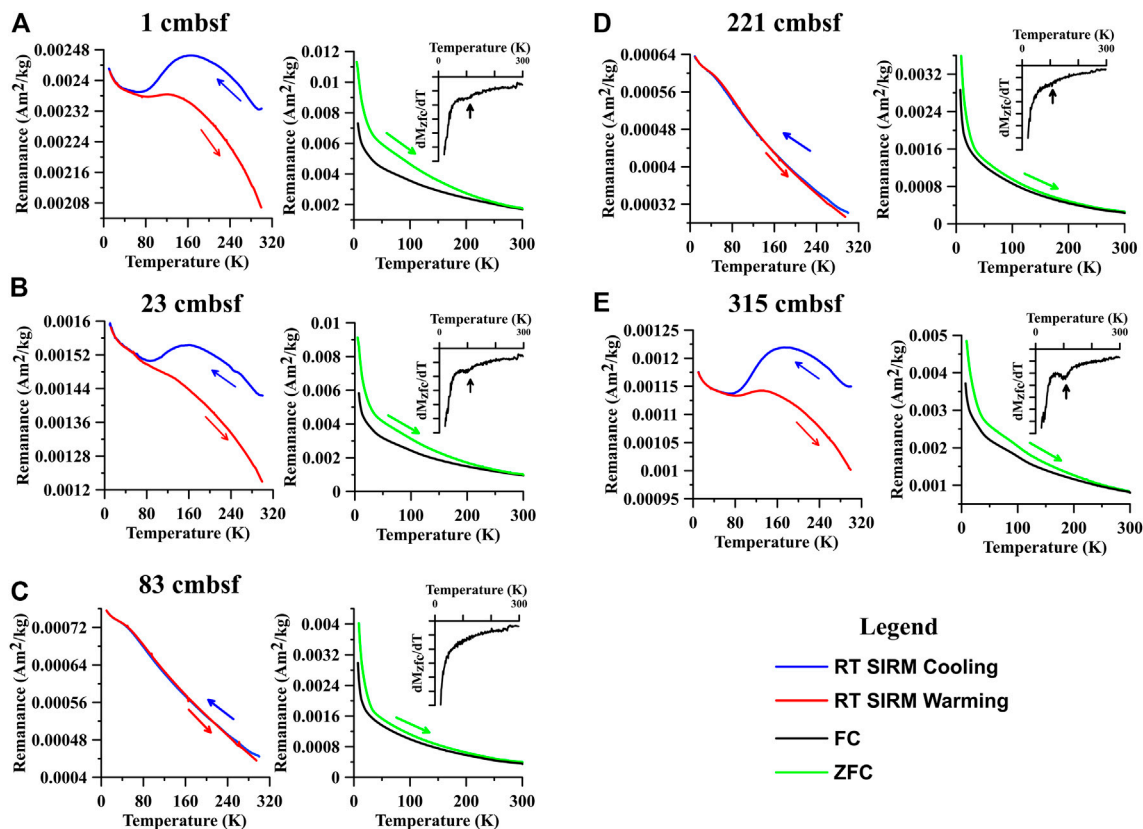 A
1 cmbsf
Remanance (Am2/kg)
0.00248
0.0024
0.00232
0.00224
0.00216
0.00208
0 80 160 240 300
Temperature (K)
Remanance (Am2/kg)
0.012
0.01
0.008
0.006
0.004
0.002
0 100 200 300
Temperature (K)
Temperature (K)
0 300
dMzfc/dT
B
23 cmbsf
Remanance (Am2/kg)
0.0016
0.00152
0.00144
0.00136
0.0012
0 80 160 240 300
Temperature (K)
Remanance (Am2/kg)
0.01
0.008
0.006
0.004
0.002
0
0 100 200 300
Temperature (K)
Temperature (K)
0 300
dMzfc/dT
C
83 cmbsf
Remanance (Am2/kg)
0.00072
0.00064
0.00056
0.00048
0.0004
0 80 160 240 300
Temperature (K)
Remanance (Am2/kg)
0.004
0.0032
0.0024
0.0016
0.0008
0
0 100 200 300
Temperature (K)
Temperature (K)
0 300
dMzfc/dT
D
221 cmbsf
Remanance (Am2/kg)
0.00064
0.00056
0.00048
0.0004
0.00032
0 80 160 240 300
Temperature (K)
Remanance (Am2/kg)
0.0032
0.0024
0.0016
0.0008
0
0 100 200 300
Temperature (K)
Temperature (K)
0 300
dMzfc/dT
E
315 cmbsf
Remanance (Am2/kg)
0.00125
0.0012
0.00115
0.0011
0.00105
0.001
0.00095
0 80 160 240 300
Temperature (K)
Remanance (Am2/kg)
0.005
0.004
0.003
0.002
0.001
0 100 200 300
Temperature (K)
Temperature (K)
0 300
dMzfc/dT
Legend
RT SIRM Cooling
RT SIRM Warming
FC
ZFC